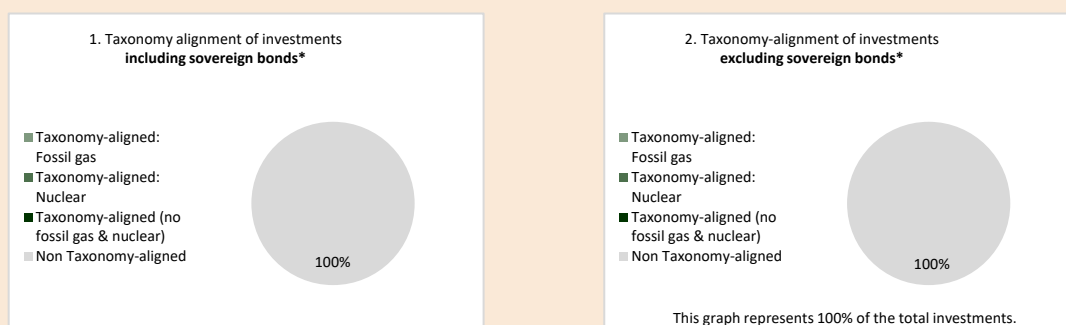 1. Taxonomy alignment of investments
including sovereign bonds*
Taxonomy-aligned:
Fossil gas
Taxonomy-aligned:
Nuclear
Taxonomy-aligned (no
fossil gas & nuclear)
Non Taxonomy-aligned
100%
2. Taxonomy-alignment of investments
excluding sovereign bonds*
Taxonomy-aligned:
Fossil gas
Taxonomy-aligned:
Nuclear
Taxonomy-aligned (no
fossil gas & nuclear)
Non Taxonomy-aligned
100%
This graph represents 100% of the total investments.